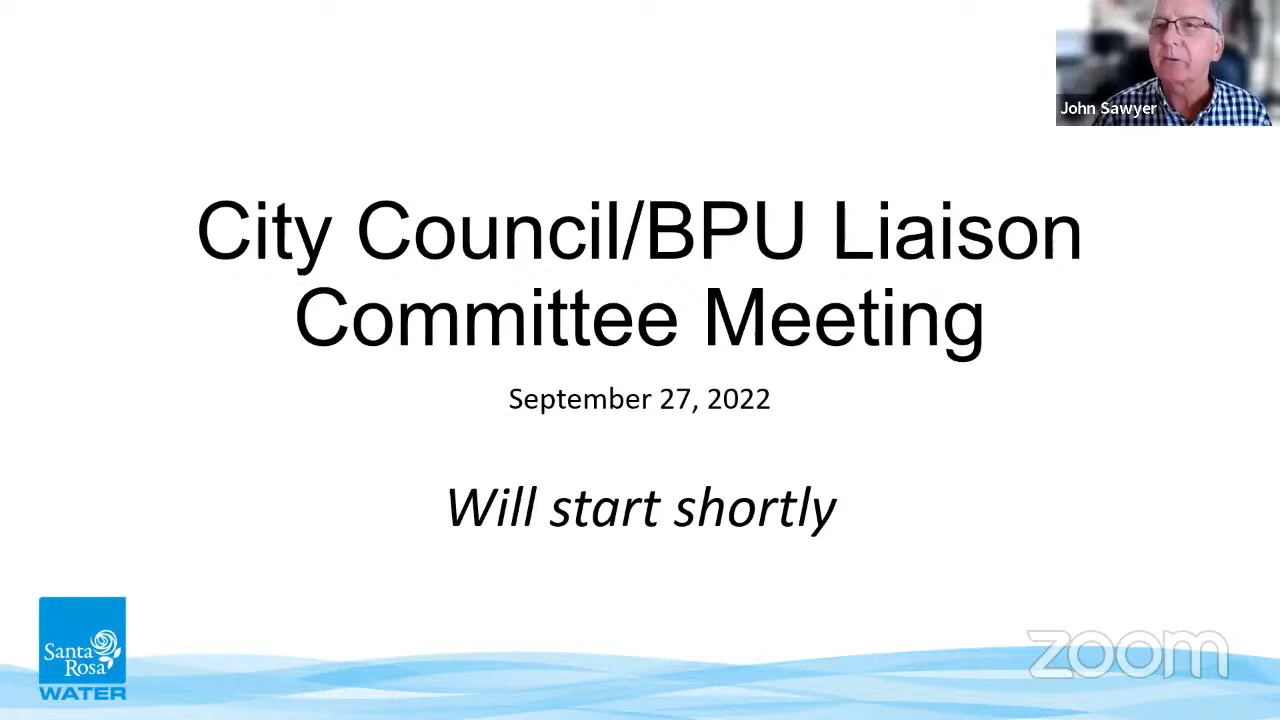 John Sawyer
City Council/BPU Liaison
Committee Meeting
September 27, 2022
Will start shortly
Santa
Rosa
WATER
zoom